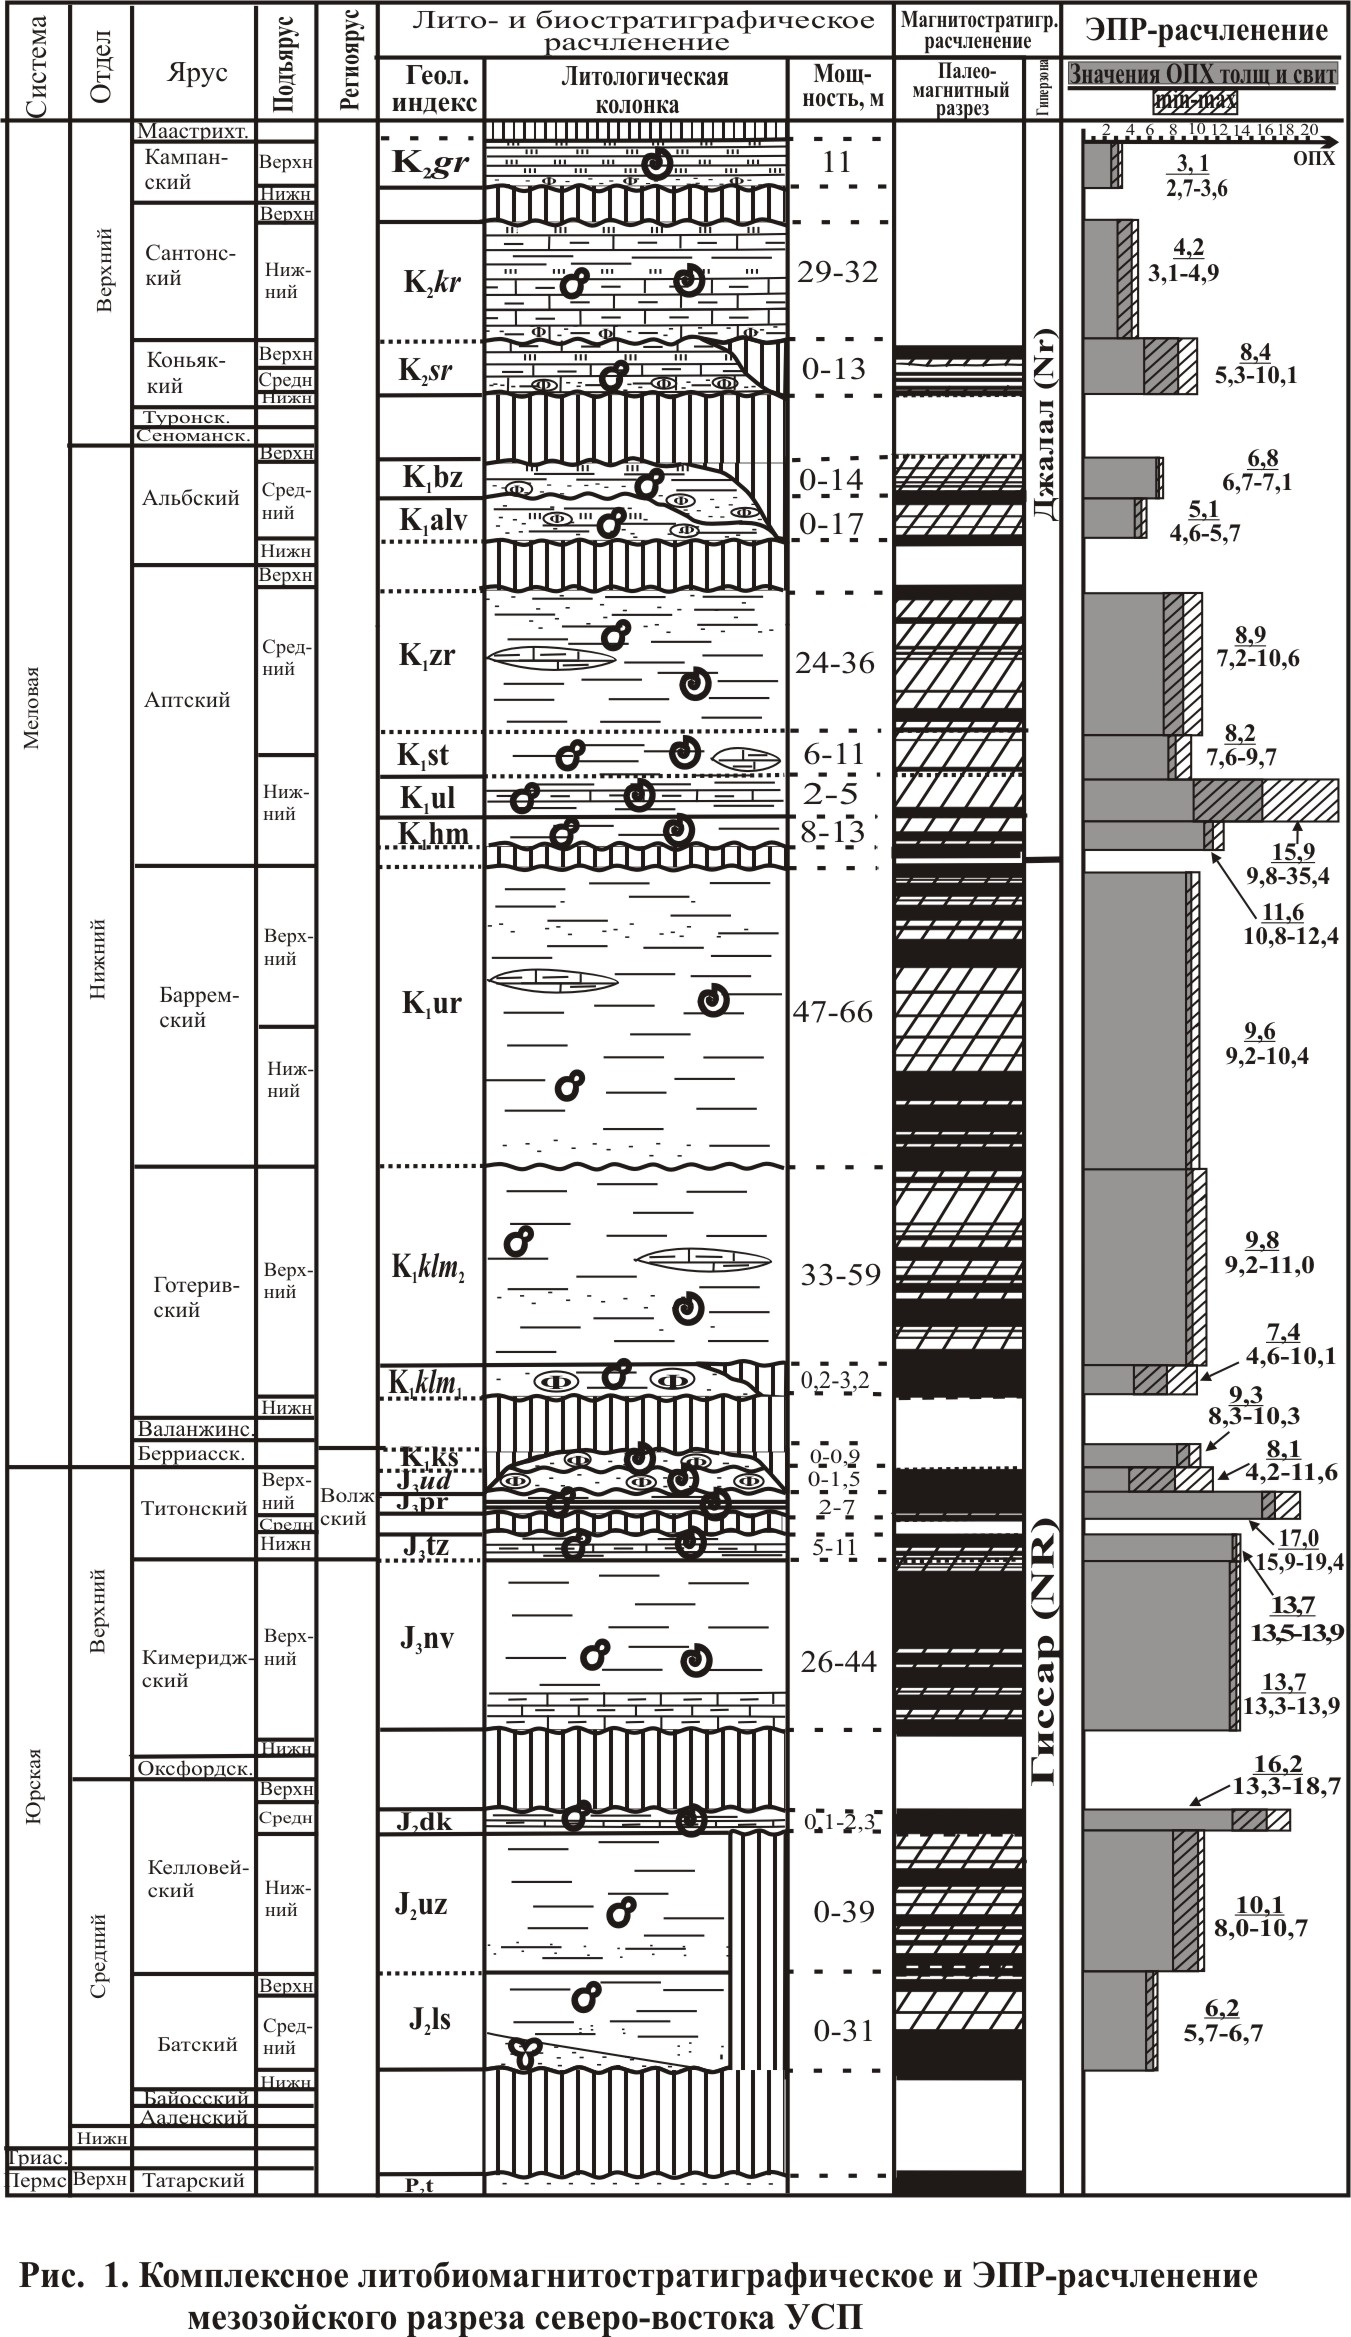 Система
Отдел
Ярус
Подъярус
Региоярус
Лито- и биостратиграфическое
расчленение
Геол.
индекс
Литологическая
колонка
Мощ-
ность, м
Магнитостратигр.
расчленение
Палео-
магнитный
разрез
Гиперзона
ЭПР-расчленение
Значения ОПХ толщ и свит
min-max
2 4 6 8 10 12 14 16 18 20
ОПХ
Маастрихт.
Кампан-
ский
Верхн
Нижн
K₂gr
11
3, 1
2,7-3,6
Верхний
Сантонс-
кий
Верхн
Ниж-
ний
K₂kr
29-32
4,2
3,1-4,9
Коньяк-
кий
Верхн
Средн
Нижн
K₂sr
0-13
8,4
5,3-10,1
Туронск.
Сеноманск.
Джалал (Nr)
Меловая
Нижний
Альбский
Верхн
Сред-
ний
Нижн
K₁bz
0-14
6,8
6,7-7,1
K₁alv
0-17
5,1
4,6-5,7
Аптский
Верхн
Сред-
ний
Ниж-
ний
K₁zr
24-36
8,9
7,2-10,6
K₁st
6-11
8,2
7,6-9,7
K₁ul
2-5
15,9
9,8-35,4
K₁hm
8-13
11,6
10,8-12,4
Баррем-
ский
Верх-
ний
Ниж-
ний
K₁ur
47-66
9,6
9,2-10,4
Готерив-
ский
Верх-
ний
Нижн
K₁klm₂
33-59
9,8
9,2-11,0
K₁klm₁
0,2-3,2
7,4
4,6-10,1
Валанжинс.
Берриасск.
K₁ks
0-0,9
9,3
8,3-10,3
Юрская
Верхний
Титонский
Верх-
ний
Средн
Нижн
Волж-
ский
J₃ud
0-1,5
8,1
4,2-11,6
J₃pr
2-7
17,0
15,9-19,4
J₃tz
5-11
13,7
13,5-13,9
Гиссар (NR)
Кимеридж-
ский
Верх-
ний
Нижн
J₃nv
26-44
13,7
13,3-13,9
Оксфордск.
Средний
Келловей-
ский
Верхн
Средн
Ниж-
ний
J₂dk
0,1-2,3
16,2
13,3-18,7
J₂uz
0-39
10,1
8,0-10,7
Батский
Верхн
Сред-
ний
Нижн
J₂ls
0-31
6,2
5,7-6,7
Байосский
Ааленский
Нижн
Триас.
Пермс
Верхн
Татарский
P₂t
Рис. 1. Комплексное литобиомагнитостратиграфическое и ЭПР-расчленение
мезозойского разреза северо-востока УСП